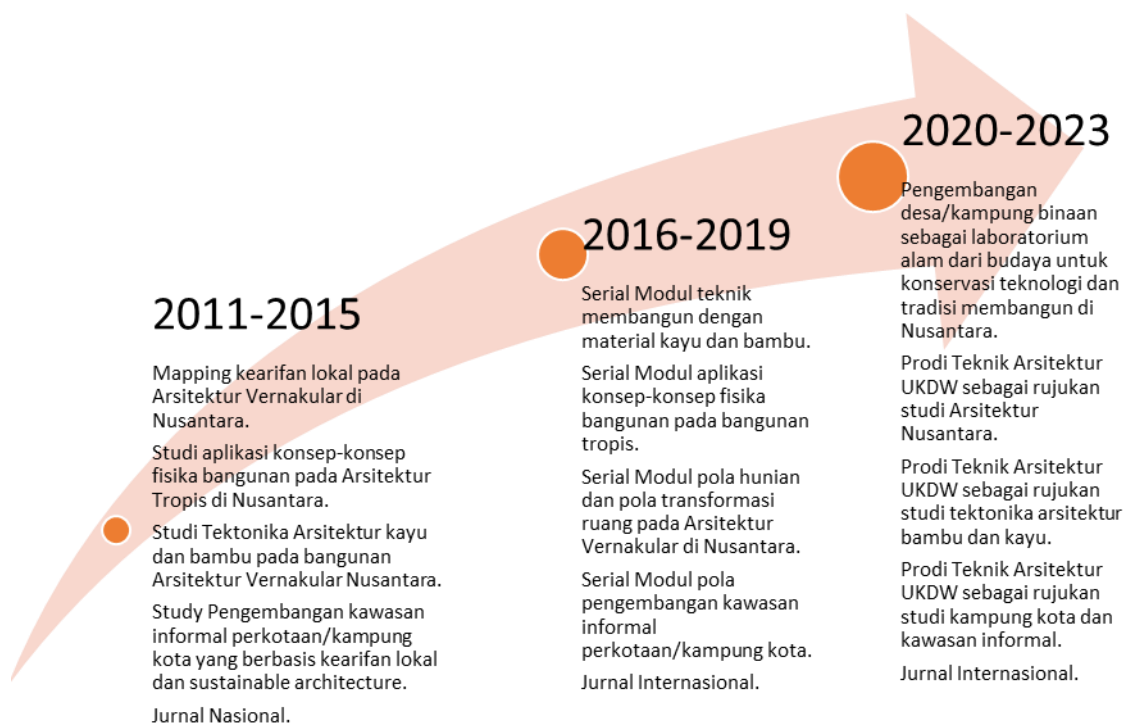 2011-2015
Mapping kearifan lokal pada
Arsitektur Vernakular di
Nusantara.
Studi aplikasi konsep-konsep
fisika bangunan pada Arsitektur
Tropis di Nusantara.
Studi Tektonika Arsitektur kayu
dan bambu pada bangunan
Arsitektur Vernakular Nusantara.
Study Pengembangan kawasan
informal perkotaan/kampung
kota yang berbasis kearifan lokal
dan sustainable architecture.
Jurnal Nasional.
2016-2019
Serial Modul teknik
membangun dengan
material kayu dan bambu.
Serial Modul aplikasi
konsep-konsep fisika
bangunan pada bangunan
tropis.
Serial Modul pola hunian
dan pola transformasi
ruang pada Arsitektur
Vernakular di Nusantara.
Serial Modul pola
pengembangan kawasan
informal
perkotaan/kampung kota.
Jurnal Internasional.
2020-2023
Pengembangan
desa/kampung binaan
sebagai laboratorium
alam dari budaya untuk
konservasi teknologi dan
tradisi membangun di
Nusantara.
Prodi Teknik Arsitektur
UKDW sebagai rujukan
studi Arsitektur
Nusantara.
Prodi Teknik Arsitektur
UKDW sebagai rujukan
studi tektonika arsitektur
bambu dan kayu.
Prodi Teknik Arsitektur
UKDW sebagai rujukan
studi kampung kota dan
kawasan informal.
Jurnal Internasional.